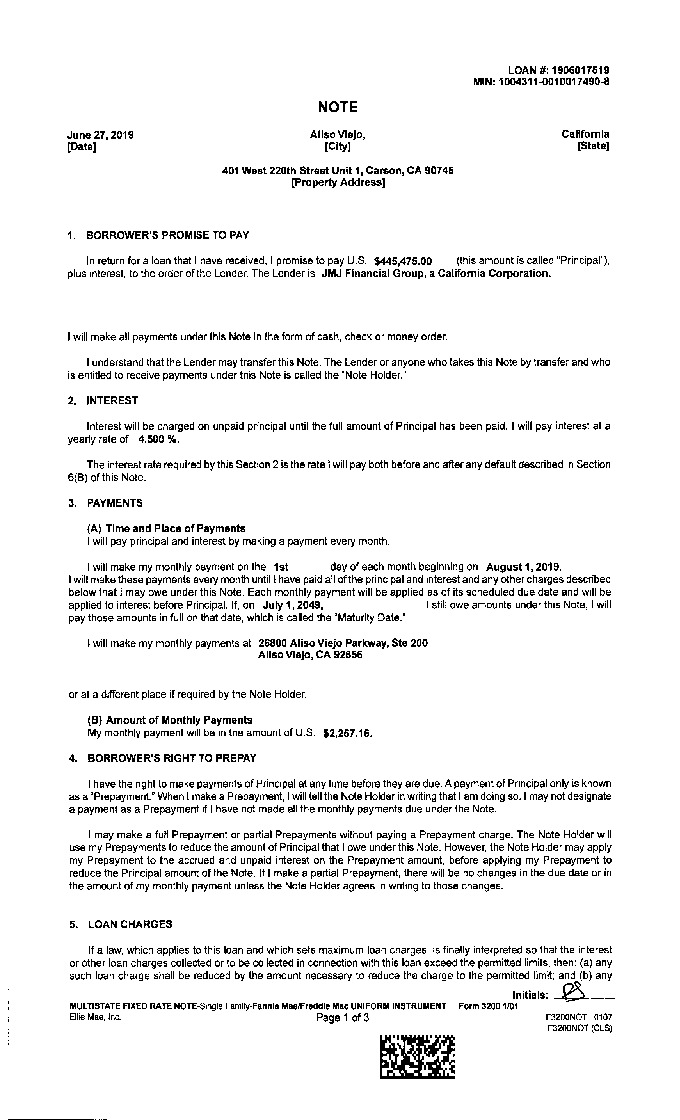 LOAN #: 1906017519
MIN: 1004311-0010017490-8
NOTE
June 27, 2019 Aliso Viejo, California
[Date] [City] [State]
401 West 220th Street Unit 1, Carson, CA 90745
[Property Address]
1. BORROWER'S PROMISE TO PAY
In return for a loan that I have received, I promise to pay U.S. $445,475.00 (this amount is called "Principal"),
plus interest, to the order of the Lender. The Lender is JMJ Financial Group, a California Corporation.
I will make all payments under this Note in the form of cash, check or money order.
I understand that the Lender may transfer this Note. The Lender or anyone who takes this Note by transfer and who
is entitled to receive payments under this Note is called the "Note Holder."
2. INTEREST
Interest will be charged on unpaid principal until the full amount of Principal has been paid. I will pay interest at a
yearly rate of 4.500 %.
The interest rate required by this Section 2 is the rate I will pay both before and after any default described in Section
6(B) of this Note.
3. PAYMENTS
(A) Time and Place of Payments
I will pay principal and interest by making a payment every month.
I will make my monthly payment on the 1st day of each month beginning on August 1, 2019.
I will make these payments every month until I have paid all of the principal and interest and any other charges described
below that I may owe under this Note. Each monthly payment will be applied as of its scheduled due date and will be
applied to interest before Principal. If, on July 1, 2049, I still owe amounts under this Note, I will
pay those amounts in full on that date, which is called the "Maturity Date."
I will make my monthly payments at 26800 Aliso Viejo Parkway, Ste 200
Aliso Viejo, CA 92656
or at a different place if required by the Note Holder.
(B) Amount of Monthly Payments
My monthly payment will be in the amount of U.S. $2,257.16.
4. BORROWER'S RIGHT TO PREPAY
I have the right to make payments of Principal at any time before they are due. A payment of Principal only is known
as a "Prepayment." When I make a Prepayment, I will tell the Note Holder in writing that I am doing so. I may not designate
a payment as a Prepayment if I have not made all the monthly payments due under the Note.
I may make a full Prepayment or partial Prepayments without paying a Prepayment charge. The Note Holder will
use my Prepayments to reduce the amount of Principal that I owe under this Note. However, the Note Holder may apply
my Prepayment to the accrued and unpaid interest on the Prepayment amount, before applying my Prepayment to
reduce the Principal amount of the Note. If I make a partial Prepayment, there will be no changes in the due date or in
the amount of my monthly payment unless the Note Holder agrees in writing to those changes.
5. LOAN CHARGES
If a law, which applies to this loan and which sets maximum loan charges, is finally interpreted so that the interest
or other loan charges collected or to be collected in connection with this loan exceed the permitted limits, then: (a) any
such loan charge shall be reduced by the amount necessary to reduce the charge to the permitted limit; and (b) any
Initials:
MULTISTATE FIXED RATE NOTE-Single Family-Fannie Mae/Freddie Mac UNIFORM INSTRUMENT Form 3200 1/01
Ellie Mae, Inc. Page 1 of 3 F3200NOT 0107
F3200NOT (CLS)